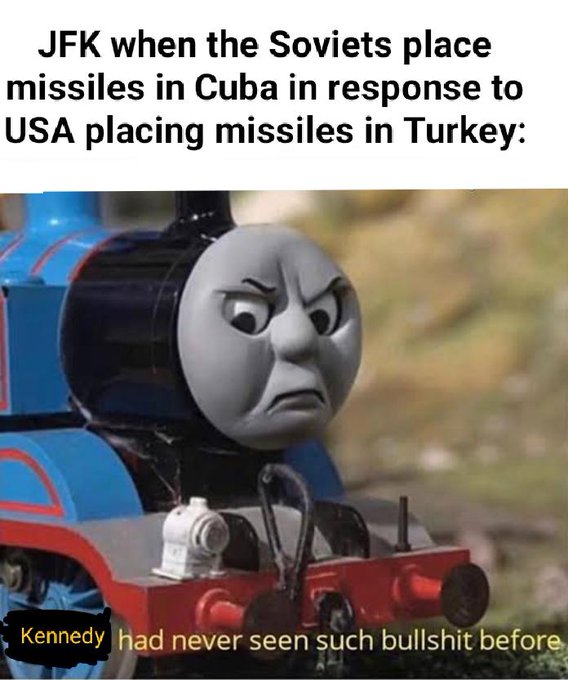 JFK when the Soviets place
missiles in Cuba in response to
USA placing missiles in Turkey:
Kennedy had never seen such bullshit before